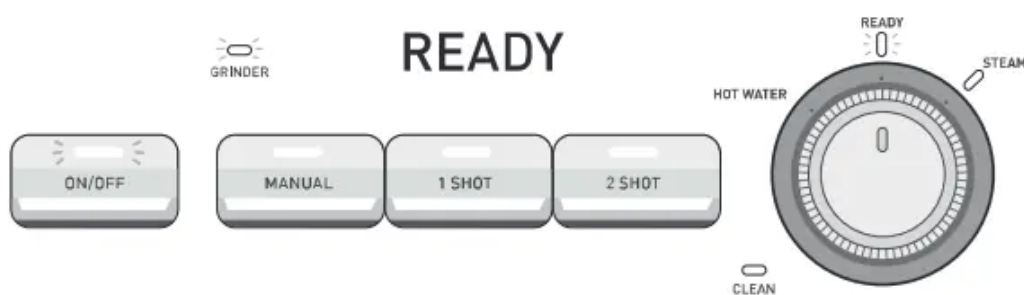 READY
GRINDER
READY
STEAM
HOT WATER
ON/OFF
MANUAL
1 SHOT
2 SHOT
CLEAN